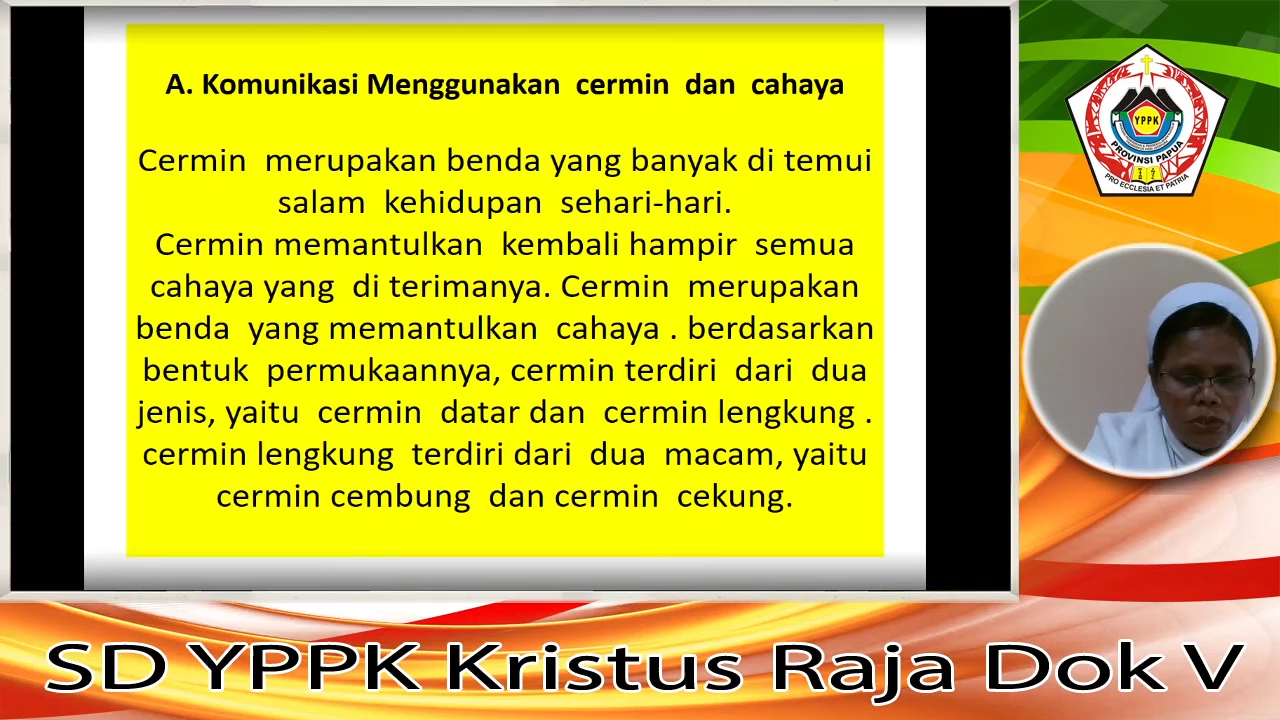 A. Komunikasi Menggunakan cermin dan cahaya
Cermin merupakan benda yang banyak di temui
salam kehidupan sehari-hari.
Cermin memantulkan kembali hampir semua
cahaya yang di terimanya. Cermin merupakan
benda yang memantulkan cahaya . berdasarkan
bentuk permukaannya, cermin terdiri dari dua
jenis, yaitu cermin datar dan cermin lengkung .
cermin lengkung terdiri dari dua macam, yaitu
cermin cembung dan cermin cekung.
YPPK
PROVINSI PAPUA
PRO ECCLESIA ET PATRIA
SD YPPK Kristus Raja Dok V